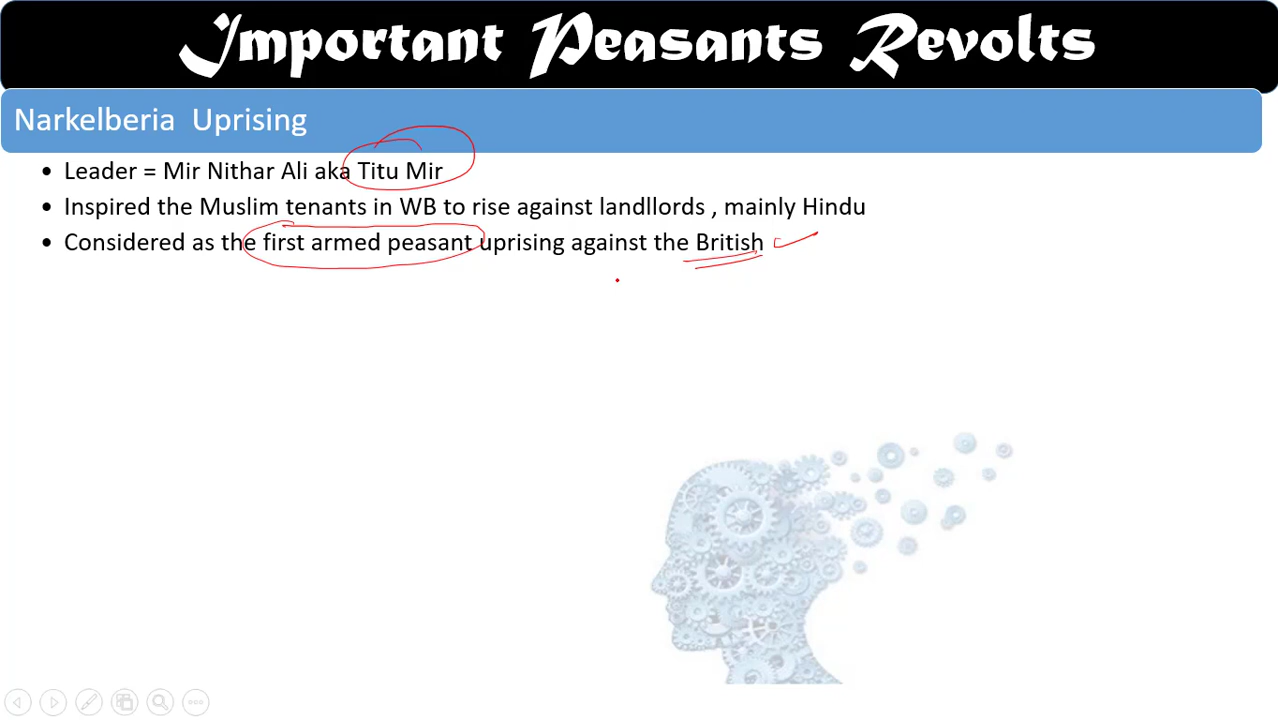 Important Peasants Revolts
Narkelberia Uprising
• Leader = Mir Nithar Ali aka Titu Mir
• Inspired the Muslim tenants in WB to rise against landllords , mainly Hindu
• Considered as the first armed peasant uprising against the British